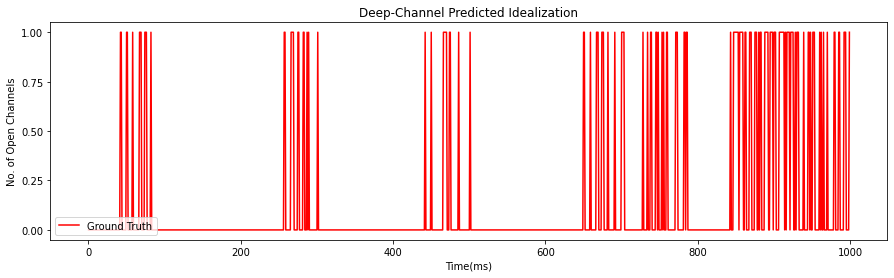 Deep-Channel Predicted Idealization
No. of Open Channels
1.00
0.75
0.50
0.25
0.00
Ground Truth
0
200
400
600
800
1000
Time(ms)